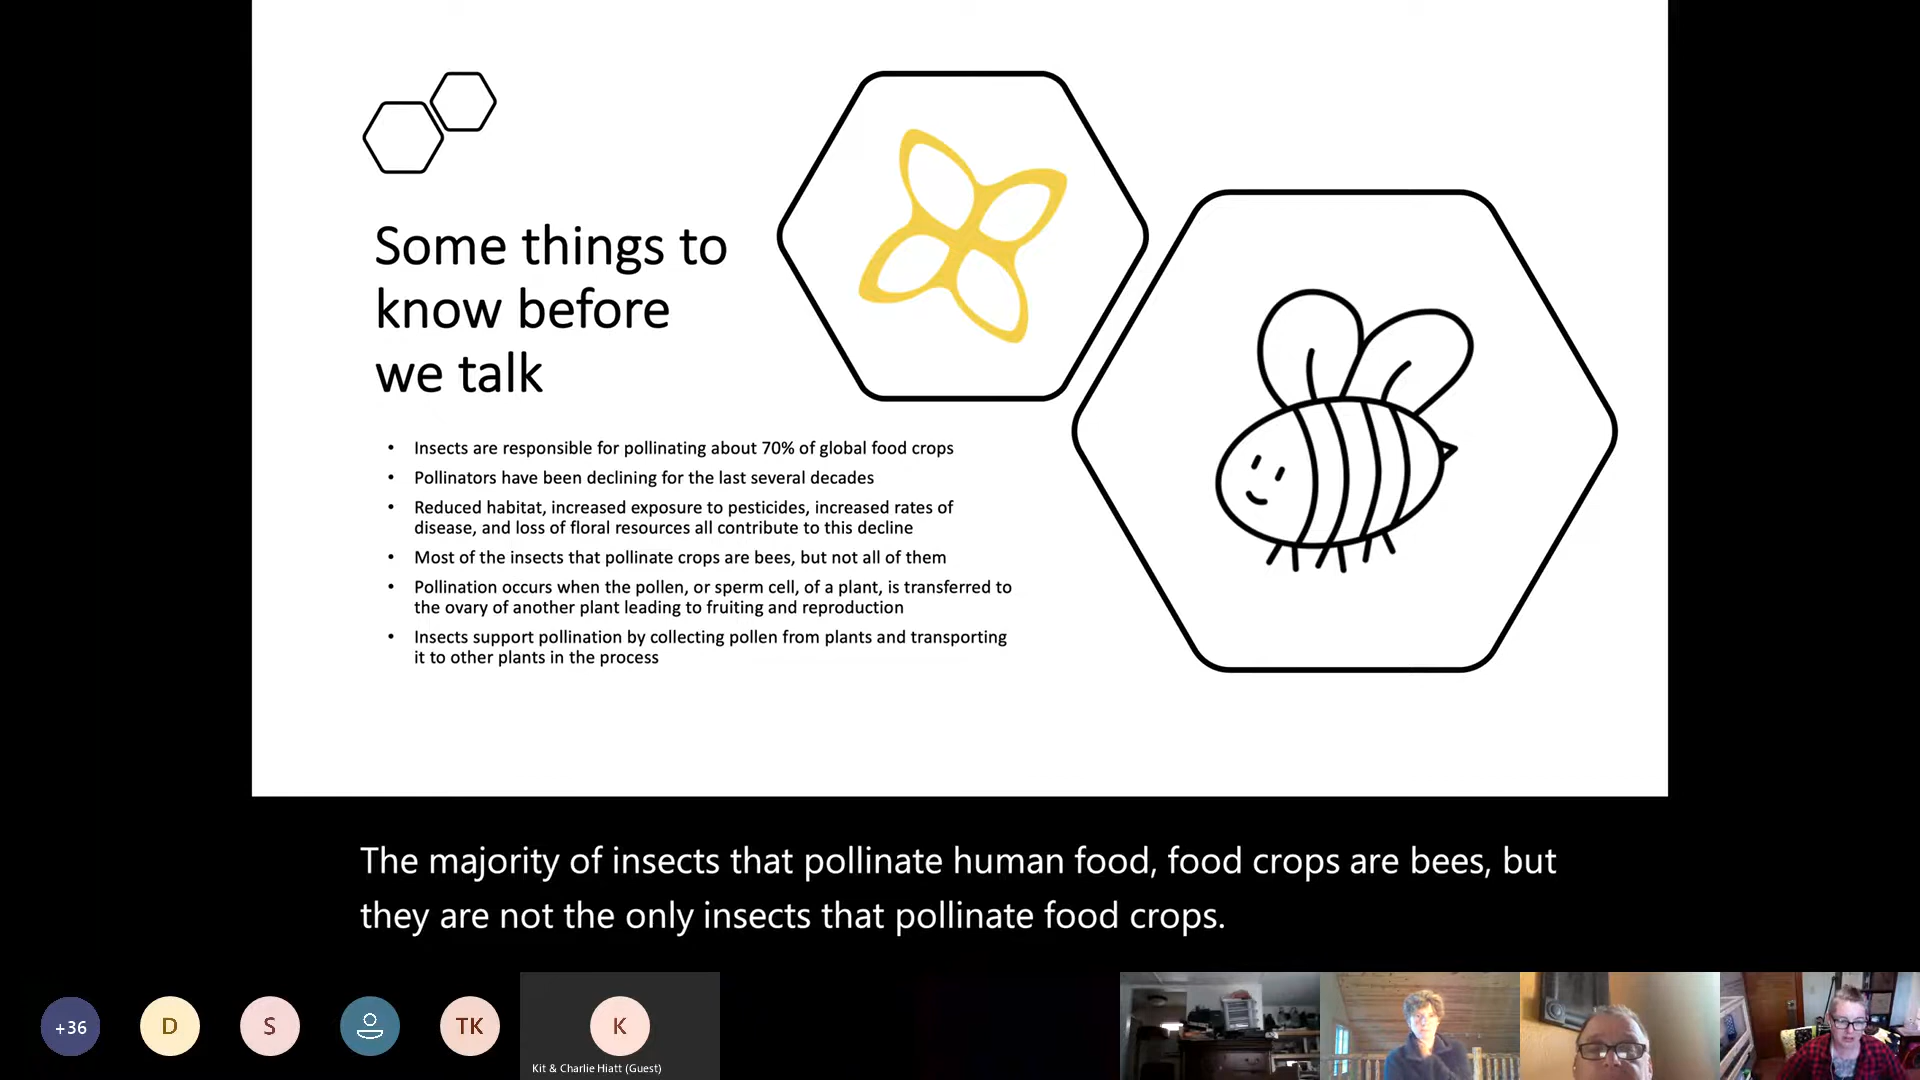 Some things to
know before
we talk
• Insects are responsible for pollinating about 70% of global food crops
• Pollinators have been declining for the last several decades
• Reduced habitat, increased exposure to pesticides, increased rates of
disease, and loss of floral resources all contribute to this decline
• Most of the insects that pollinate crops are bees, but not all of them
• Pollination occurs when the pollen, or sperm cell, of a plant, is transferred to
the ovary of another plant leading to fruiting and reproduction
• Insects support pollination by collecting pollen from plants and transporting
it to other plants in the process
The majority of insects that pollinate human food, food crops are bees, but
they are not the only insects that pollinate food crops.
+36
D
S
TK
K
Kit & Charlie Hiatt (Guest)